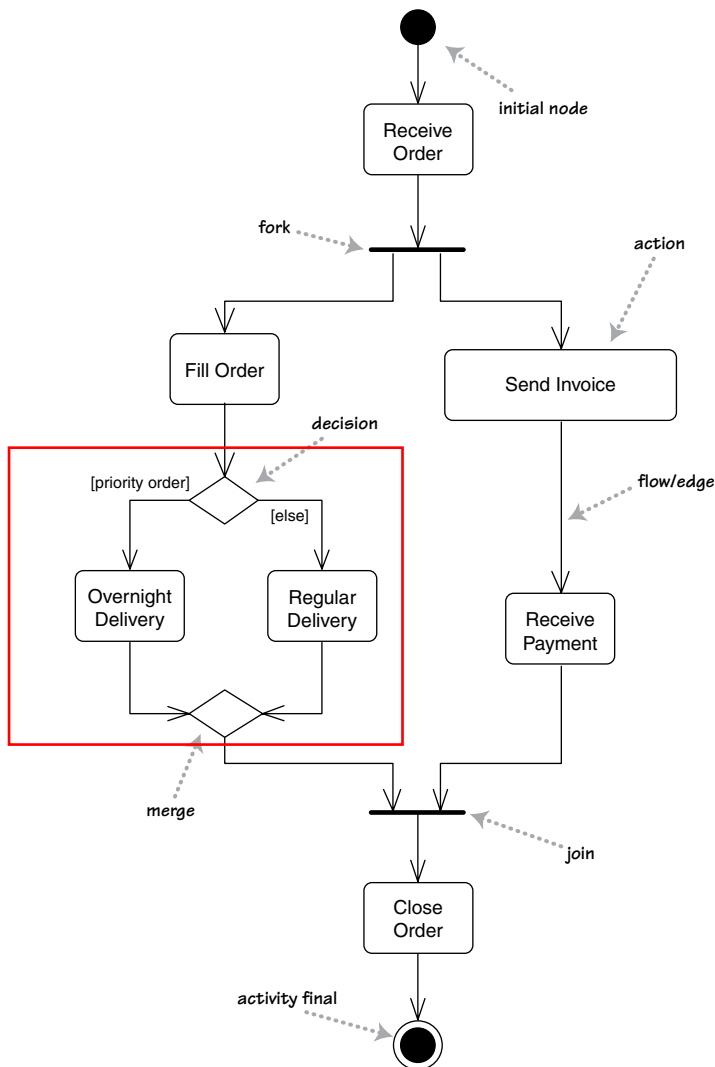 initial node
Receive
Order
fork
action
Fill Order
Send Invoice
decision
[priority order]
[else]
flow/edge
Overnight
Delivery
Regular
Delivery
Receive
Payment
merge
join
Close
Order
activity final